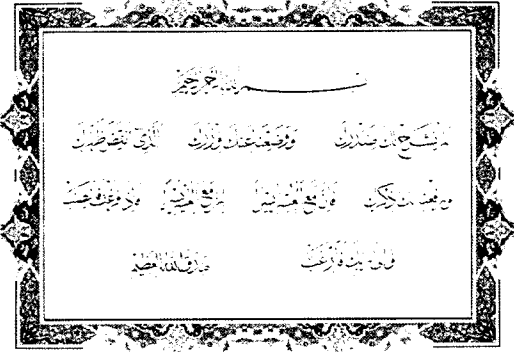 بسم الله الرحمن الرحيم
ألم نشرح لك صدرك ووضعنا عنك وزرك الذي أنقض ظهرك
ورفعنا لك ذكرك فإن مع العسر يسرا إن مع العسر يسرا فإذا فرغت فانصب
وإلى ربك فارغب صدق الله العظيم